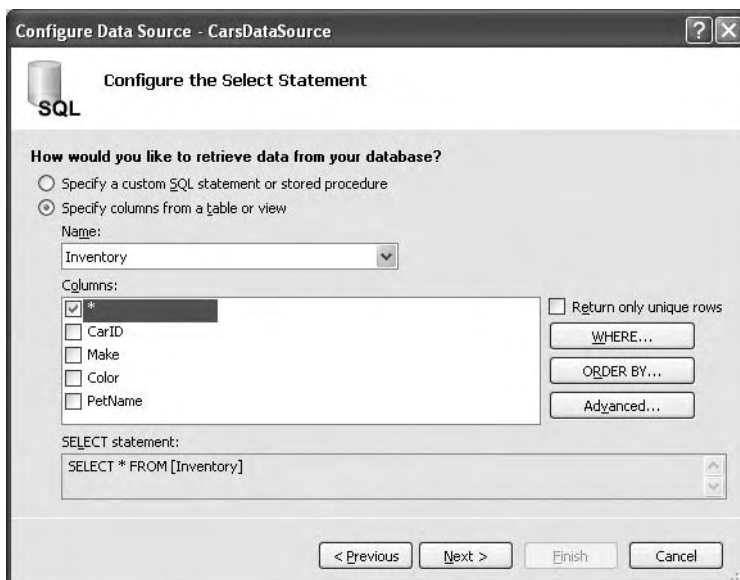 Configure Data Source - CarsDataSource
SQL
Configure the Select Statement
How would you like to retrieve data from your database?
Specify a custom SQL statement or stored procedure
Specify columns from a table or view
Name:
Inventory
Columns:
*
CarID
Make
Color
PetName
Return only unique rows
WHERE...
ORDER BY...
Advanced...
SELECT statement:
SELECT * FROM [Inventory]
< Previous
Next >
Finish
Cancel